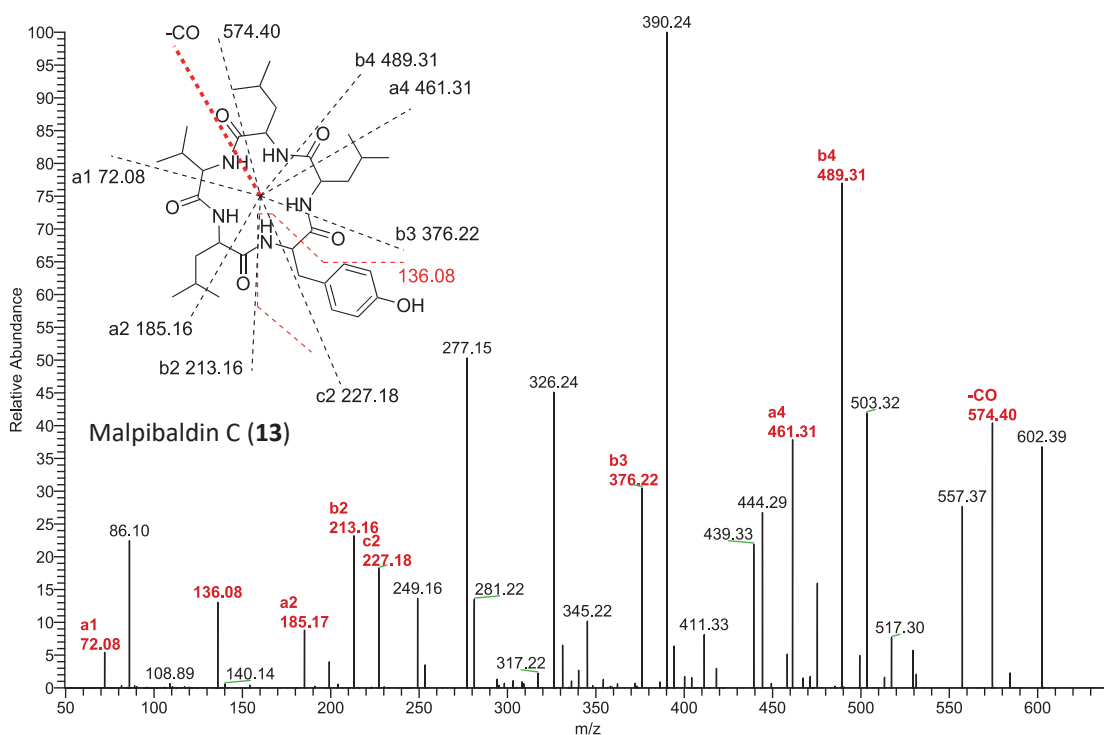 -CO
574.40
b4 489.31
a4 461.31
a1 72.08
b3 376.22
136.08
a2 185.16
b2 213.16
c2 227.18
O
O
NH
HN
O
NH
HN
O
H
N
O
OH
Malpibaldin C (13)
Relative Abundance
100
95
90
85
80
75
70
65
60
55
50
45
40
35
30
25
20
15
10
5
0
390.24
b4
489.31
277.15
326.24
503.32
-CO
574.40
a4
461.31
602.39
b3
376.22
557.37
444.29
439.33
86.10
b2
213.16
c2
227.18
136.08
249.16
281.22
a2
185.17
345.22
411.33
517.30
a1
72.08
317.22
108.89
140.14
50
100
150
200
250
300
350
400
450
500
550
600
m/z